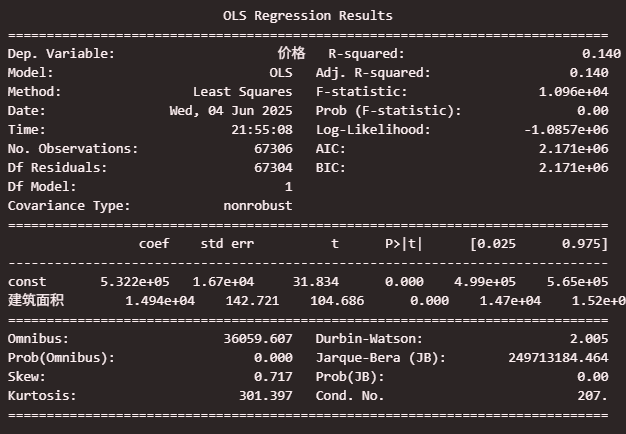 OLS Regression Results
==============================================================================
Dep. Variable: 价格 R-squared: 0.140
Model: OLS Adj. R-squared: 0.140
Method: Least Squares F-statistic: 1.096e+04
Date: Wed, 04 Jun 2025 Prob (F-statistic): 0.00
Time: 21:55:08 Log-Likelihood: -1.0857e+06
No. Observations: 67306 AIC: 2.171e+06
Df Residuals: 67304 BIC: 2.171e+06
Df Model: 1
Covariance Type: nonrobust
==============================================================================
coef std err t P>|t| [0.025 0.975]
------------------------------------------------------------------------------
const 5.322e+05 1.67e+04 31.834 0.000 4.99e+05 5.65e+05
建筑面积 1.494e+04 142.721 104.686 0.000 1.47e+04 1.52e+0
==============================================================================
Omnibus: 36059.607 Durbin-Watson: 2.005
Prob(Omnibus): 0.000 Jarque-Bera (JB): 249713184.464
Skew: 0.717 Prob(JB): 0.00
Kurtosis: 301.397 Cond. No. 207.
==============================================================================